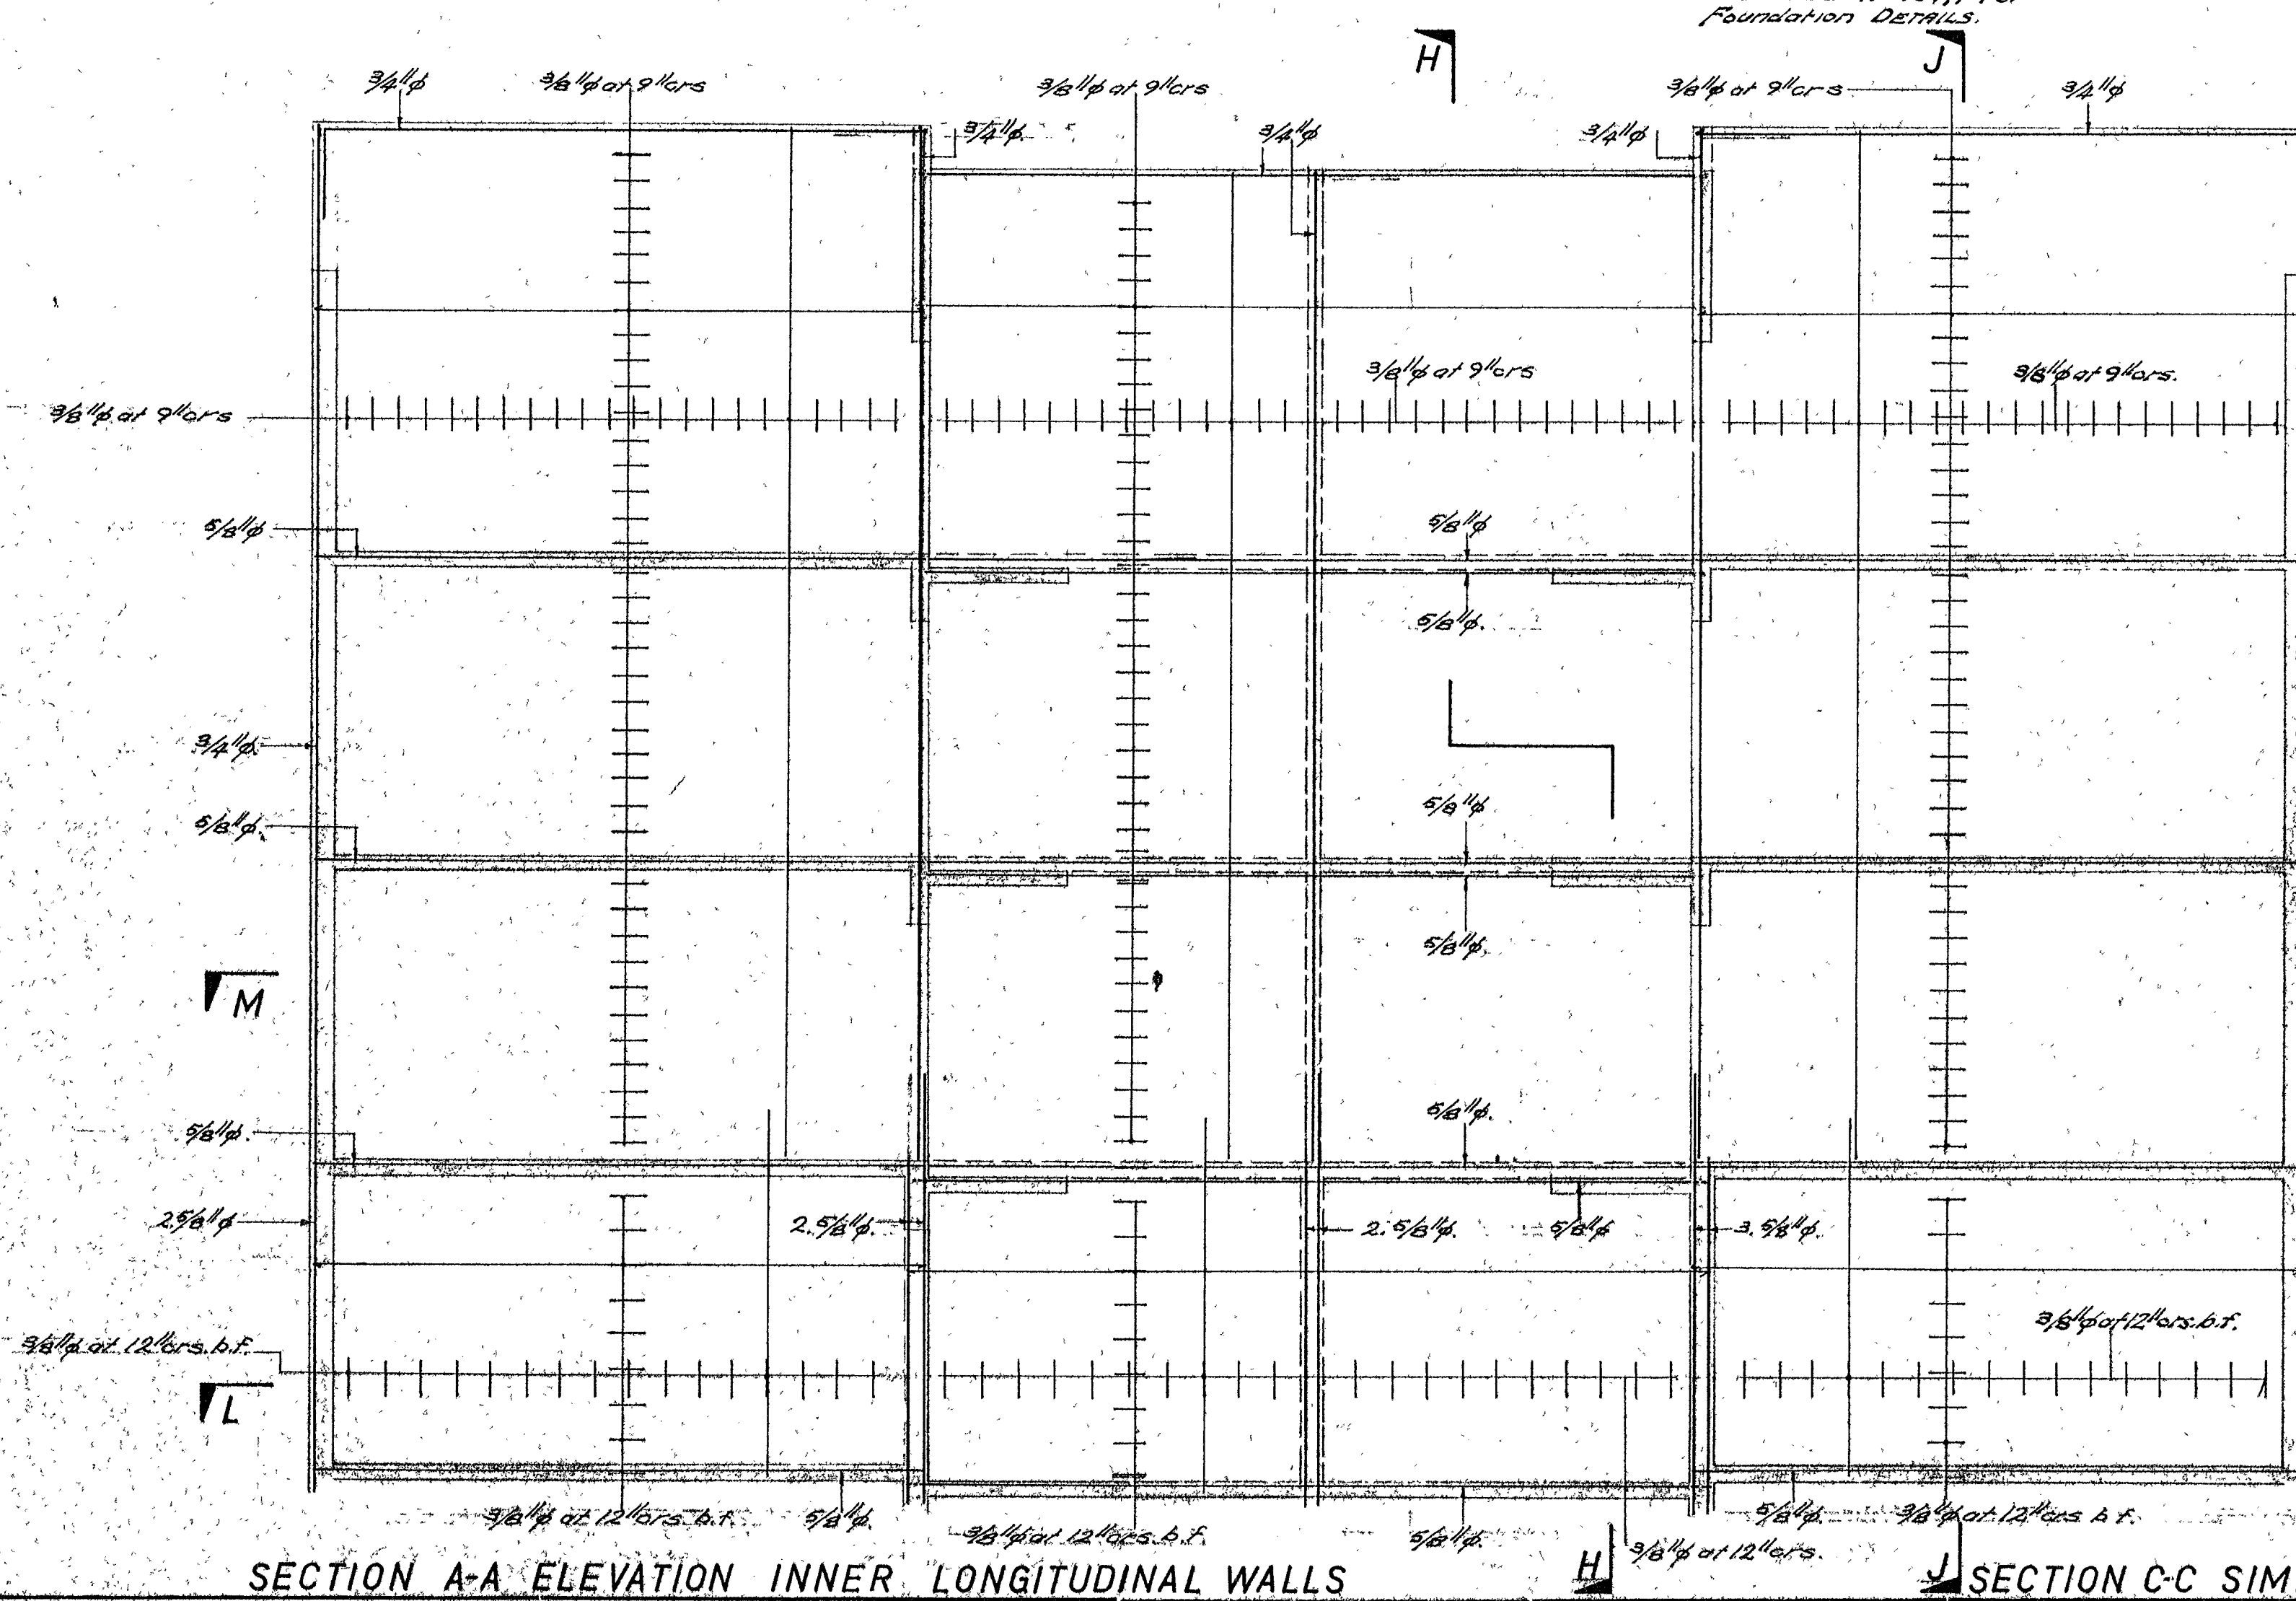 Foundation DETAILS.
H
J
3/4"φ
3/8"φ at 9"crs
3/8"φ at 9"crs
3/8"φ at 9"crs
3/4"φ
3/4"φ.
3/4"φ
3/4"φ
3/8"φ at 9"crs
3/8"φ at 9"crs.
3/8"φ at 9"crs
5/8"φ
5/8"φ
5/8"φ.
3/4"φ.
5/8"φ
5/8"φ.
5/8"φ.
M
5/8"φ.
5/8"φ.
2.5/8"φ
2.5/8"φ.
2.5/8"φ.
5/8"φ
3.5/8"φ.
3/8"φ at 12"crs.b.f.
3/8"φ at 12"crs.b.f.
L
3/8"φ at 12"crs.b.f.
5/8"φ.
3/8"φ at 12"crs.b.f.
5/8"φ.
3/8"φ at 12"crs.
5/8"φ.
3/8"φ at 12"crs b.f.
H
J
SECTION A-A ELEVATION INNER LONGITUDINAL WALLS
SECTION C-C SIM